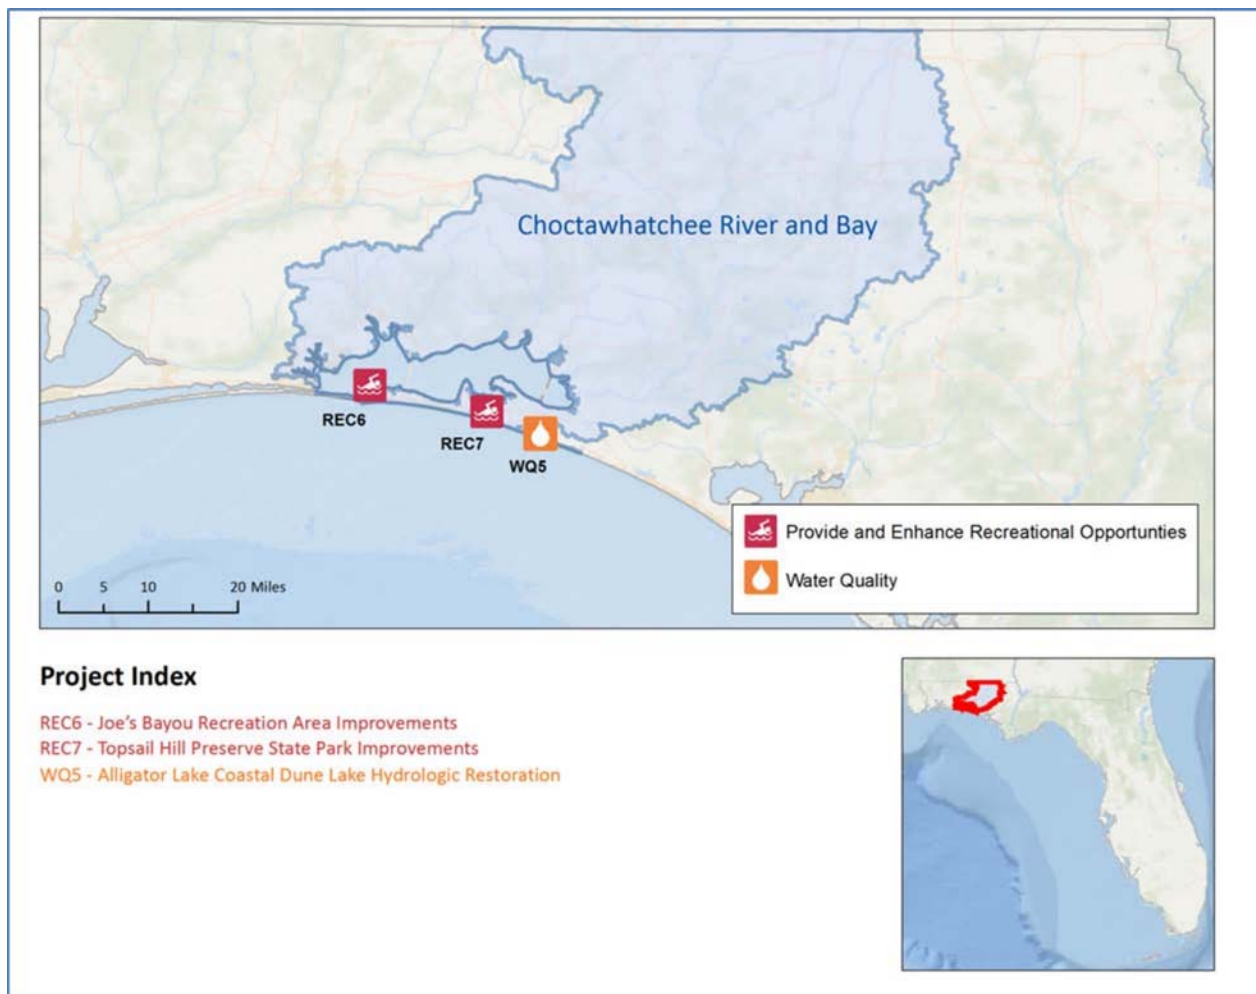 Choctawhatchee River and Bay
REC6
REC7
WQ5
Provide and Enhance Recreational Opportunties
Water Quality
0 5 10 20 Miles
Project Index
REC6 - Joe's Bayou Recreation Area Improvements
REC7 - Topsail Hill Preserve State Park Improvements
WQ5 - Alligator Lake Coastal Dune Lake Hydrologic Restoration